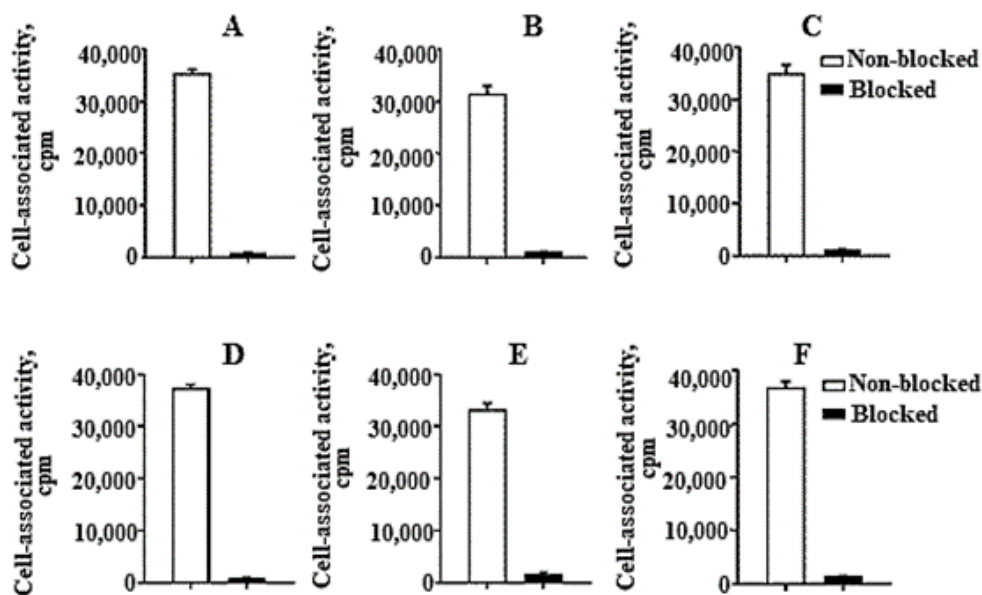 A
Cell-associated activity,
cpm
40,000
30,000
20,000
10,000
0
B
Cell-associated activity,
cpm
40,000
30,000
20,000
10,000
0
C
Cell-associated activity,
cpm
40,000
30,000
20,000
10,000
0
Non-blocked
Blocked
D
Cell-associated activity,
cpm
40,000
30,000
20,000
10,000
0
E
Cell-associated activity,
cpm
40,000
30,000
20,000
10,000
0
F
Cell-associated activity,
cpm
40,000
30,000
20,000
10,000
0
Non-blocked
Blocked